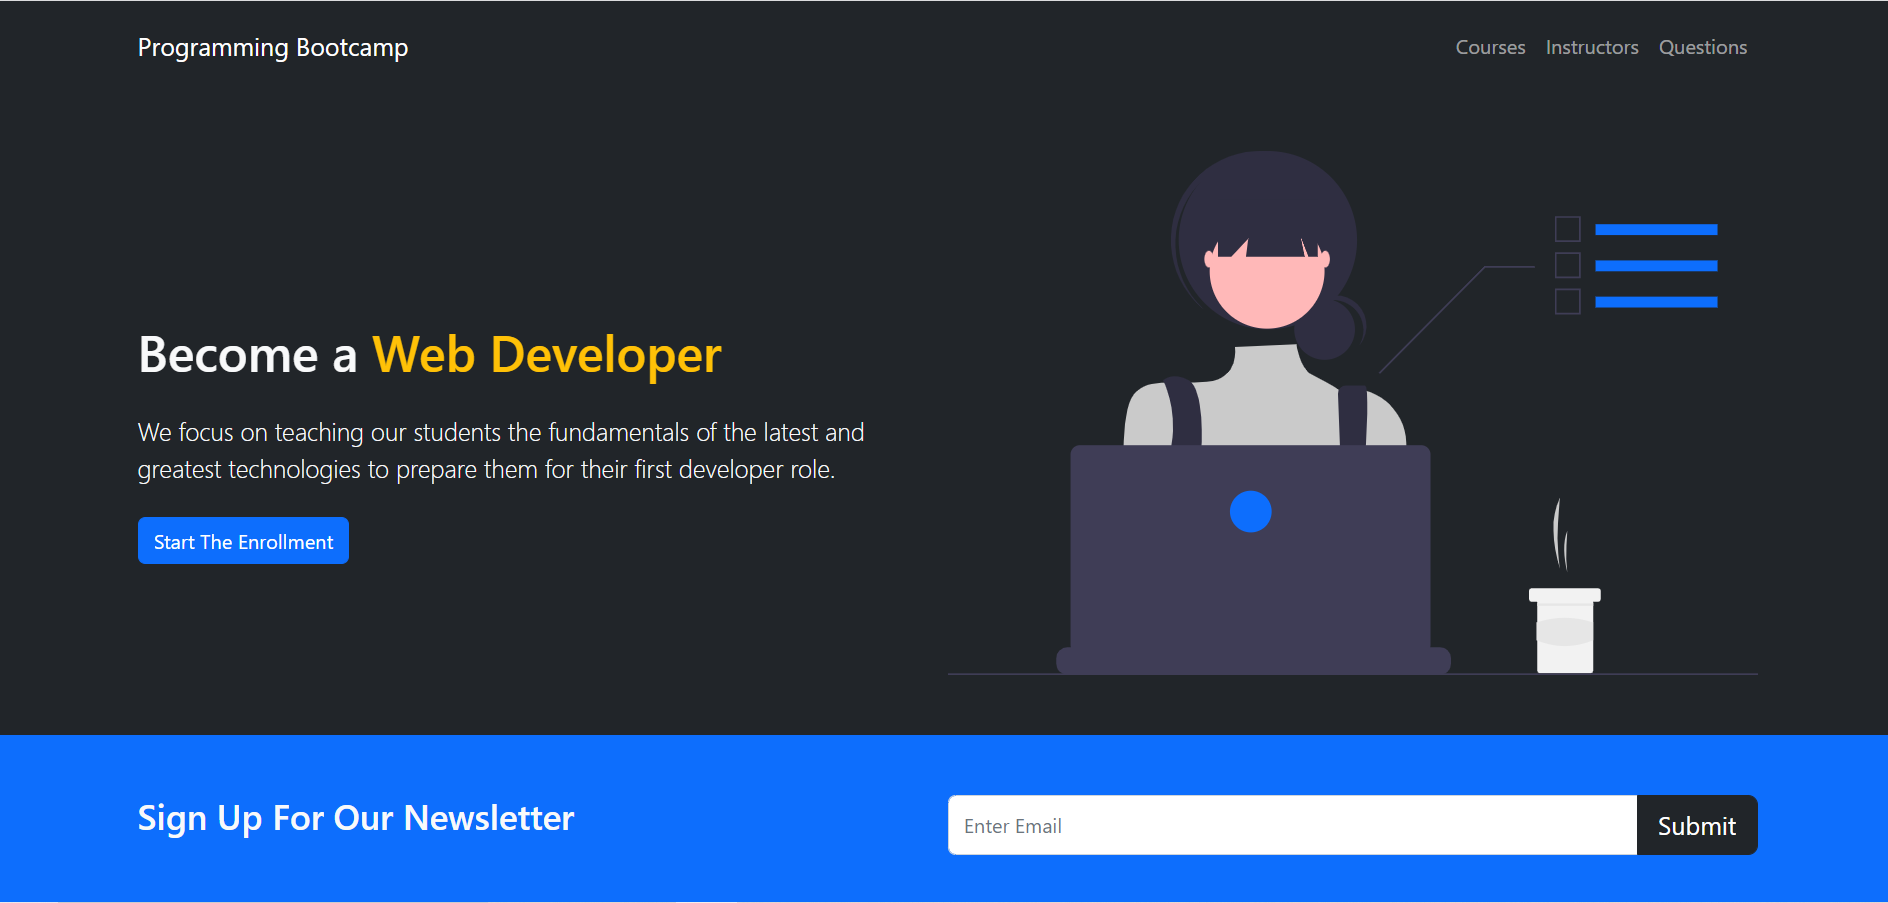 Programming Bootcamp
Courses Instructors Questions
Become a Web Developer
We focus on teaching our students the fundamentals of the latest and
greatest technologies to prepare them for their first developer role.
Start The Enrollment
Sign Up For Our Newsletter
Enter Email
Submit